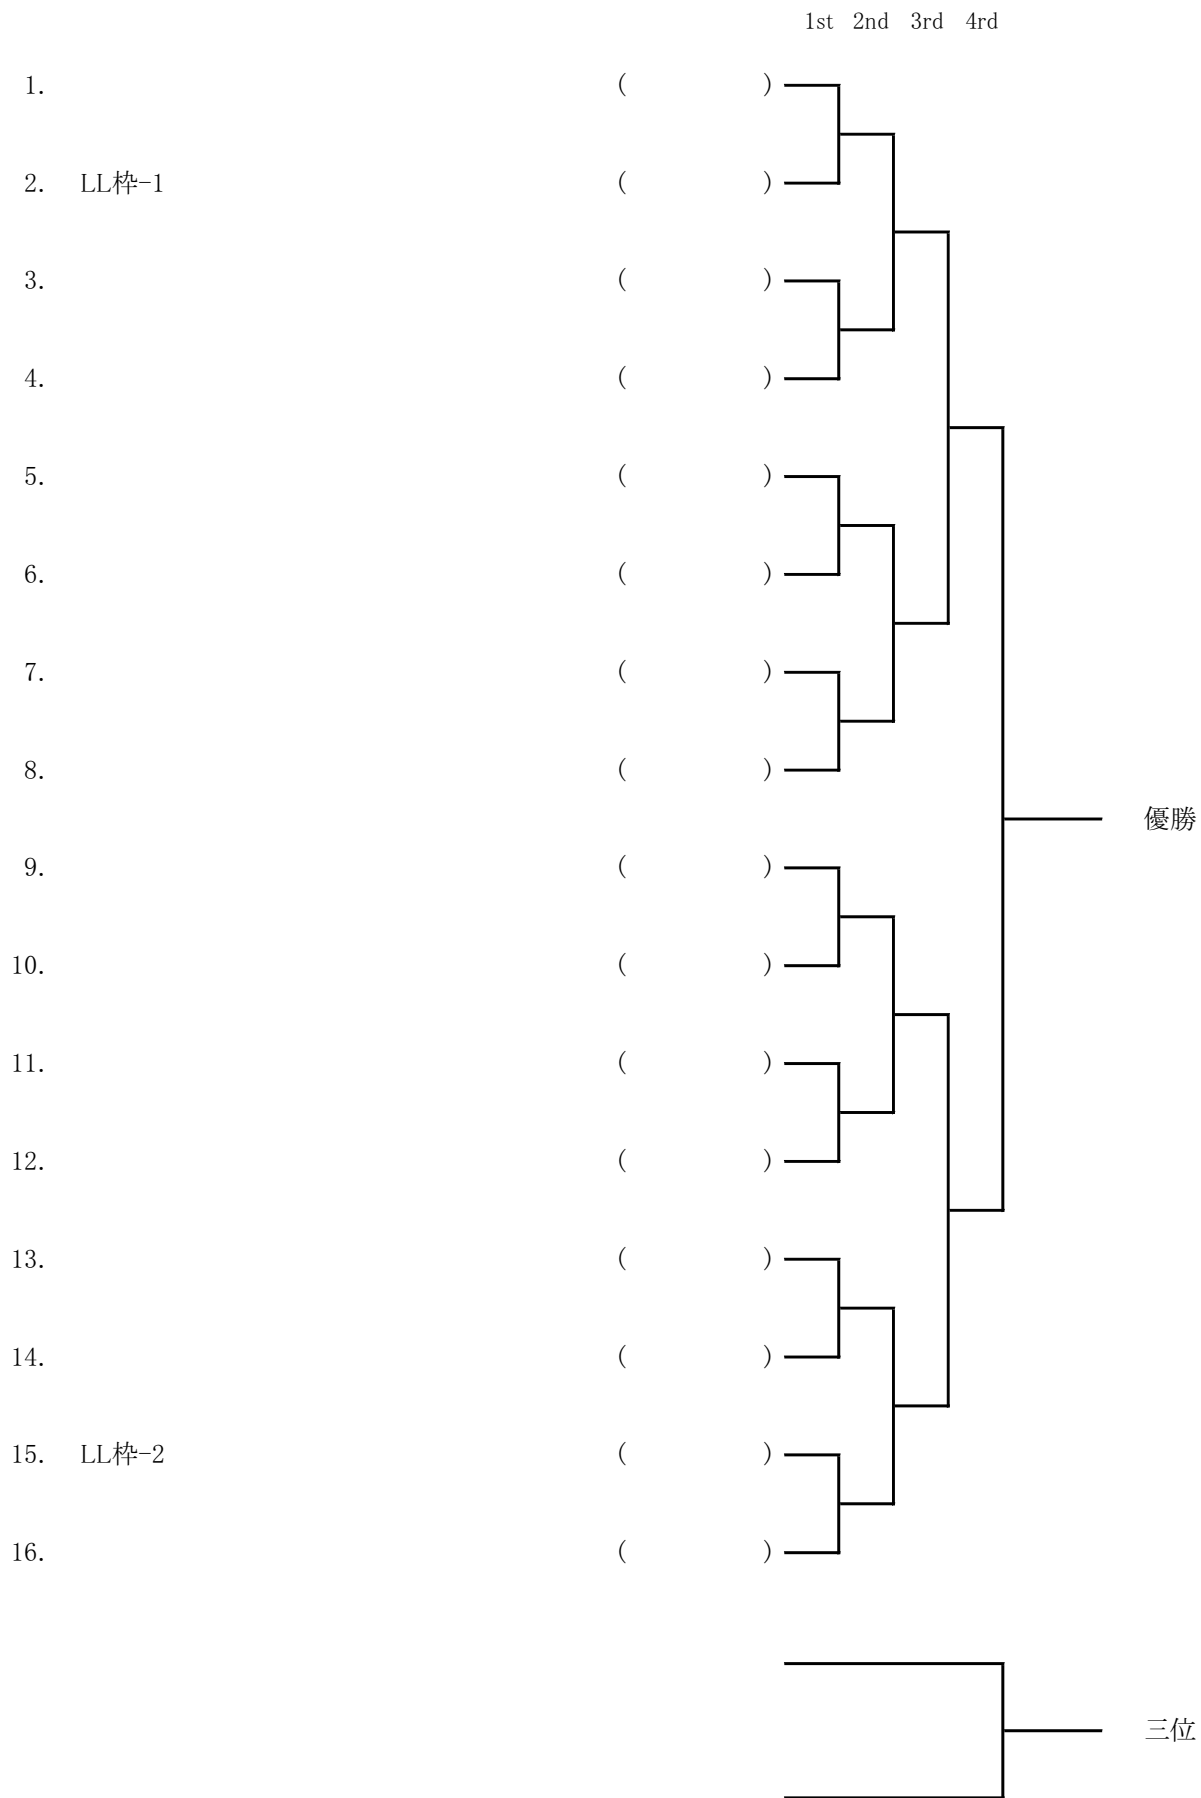 1st 2nd 3rd 4rd
1. ( )
2. LL枠-1 ( )
3. ( )
4. ( )
5. ( )
6. ( )
7. ( )
8. ( )
優勝
9. ( )
10. ( )
11. ( )
12. ( )
13. ( )
14. ( )
15. LL枠-2 ( )
16. ( )
三位